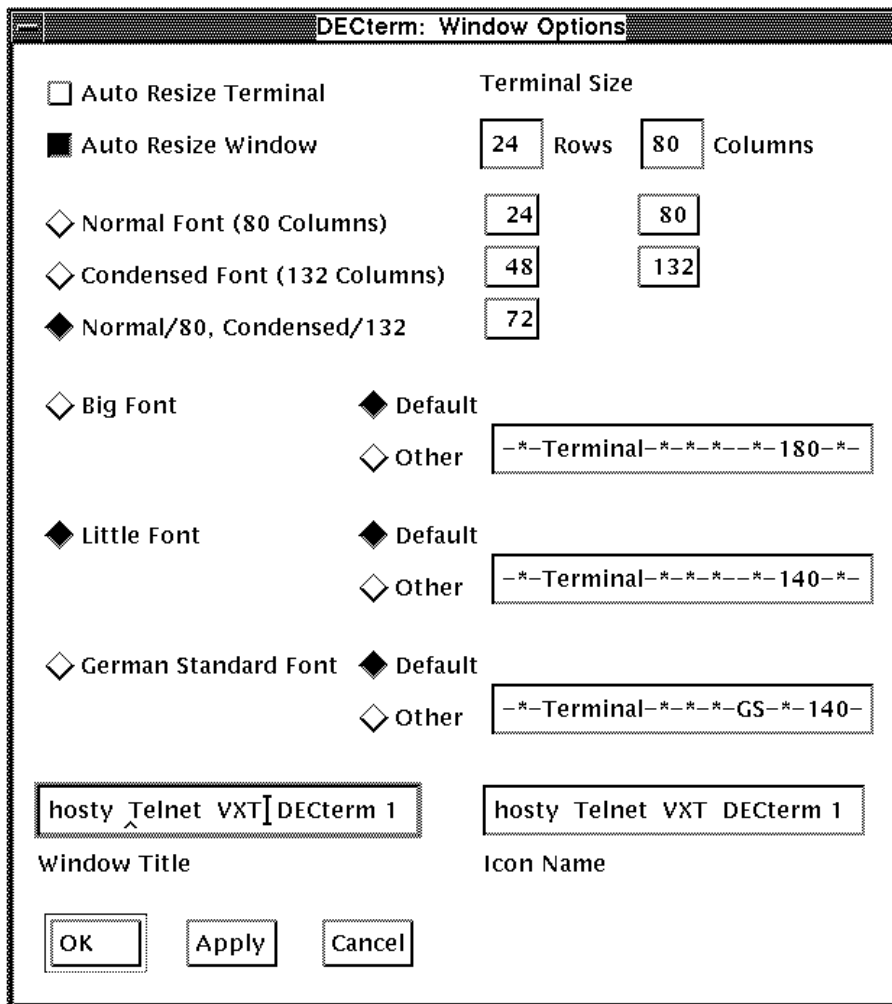 DECterm: Window Options
Auto Resize Terminal
Terminal Size
Auto Resize Window
24 Rows 80 Columns
Normal Font (80 Columns)
24 80
Condensed Font (132 Columns)
48 132
Normal/80, Condensed/132
72
Big Font
Default
Other
-*-Terminal-*-*-*--*-180-*-
Little Font
Default
Other
-*-Terminal-*-*-*--*-140-*-
German Standard Font
Default
Other
-*-Terminal-*-*-*-GS-*-140-
hosty Telnet VXT DECterm 1
hosty Telnet VXT DECterm 1
Window Title
Icon Name
OK
Apply
Cancel